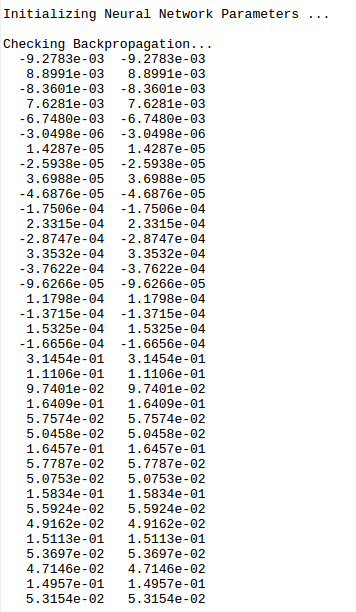 Initializing Neural Network Parameters ...
Checking Backpropagation...
-9.2783e-03 -9.2783e-03
8.8991e-03 8.8991e-03
-8.3601e-03 -8.3601e-03
7.6281e-03 7.6281e-03
-6.7480e-03 -6.7480e-03
-3.0498e-06 -3.0498e-06
1.4287e-05 1.4287e-05
-2.5938e-05 -2.5938e-05
3.6988e-05 3.6988e-05
-4.6876e-05 -4.6876e-05
-1.7506e-04 -1.7506e-04
2.3315e-04 2.3315e-04
-2.8747e-04 -2.8747e-04
3.3532e-04 3.3532e-04
-3.7622e-04 -3.7622e-04
-9.6266e-05 -9.6266e-05
1.1798e-04 1.1798e-04
-1.3715e-04 -1.3715e-04
1.5325e-04 1.5325e-04
-1.6656e-04 -1.6656e-04
3.1454e-01 3.1454e-01
1.1106e-01 1.1106e-01
9.7401e-02 9.7401e-02
1.6409e-01 1.6409e-01
5.7574e-02 5.7574e-02
5.0458e-02 5.0458e-02
1.6457e-01 1.6457e-01
5.7787e-02 5.7787e-02
5.0753e-02 5.0753e-02
1.5834e-01 1.5834e-01
5.5924e-02 5.5924e-02
4.9162e-02 4.9162e-02
1.5113e-01 1.5113e-01
5.3697e-02 5.3697e-02
4.7146e-02 4.7146e-02
1.4957e-01 1.4957e-01
5.3154e-02 5.3154e-02